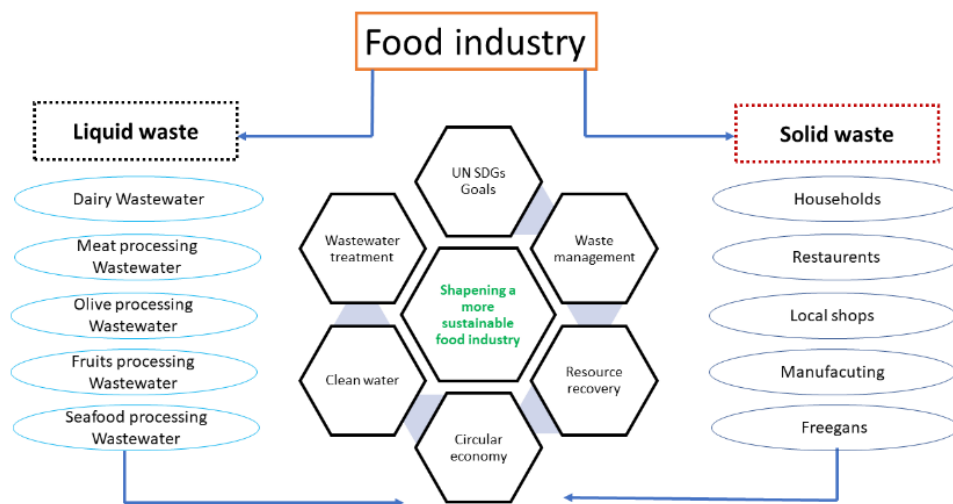 Food industry
Liquid waste
Solid waste
Dairy Wastewater
Meat processing
Wastewater
Olive processing
Wastewater
Fruits processing
Wastewater
Seafood processing
Wastewater
UN SDGs
Goals
Wastewater
treatment
Waste
management
Shapening a
more
sustainable
food industry
Clean water
Resource
recovery
Circular
economy
Households
Restaurents
Local shops
Manufacuting
Freegans